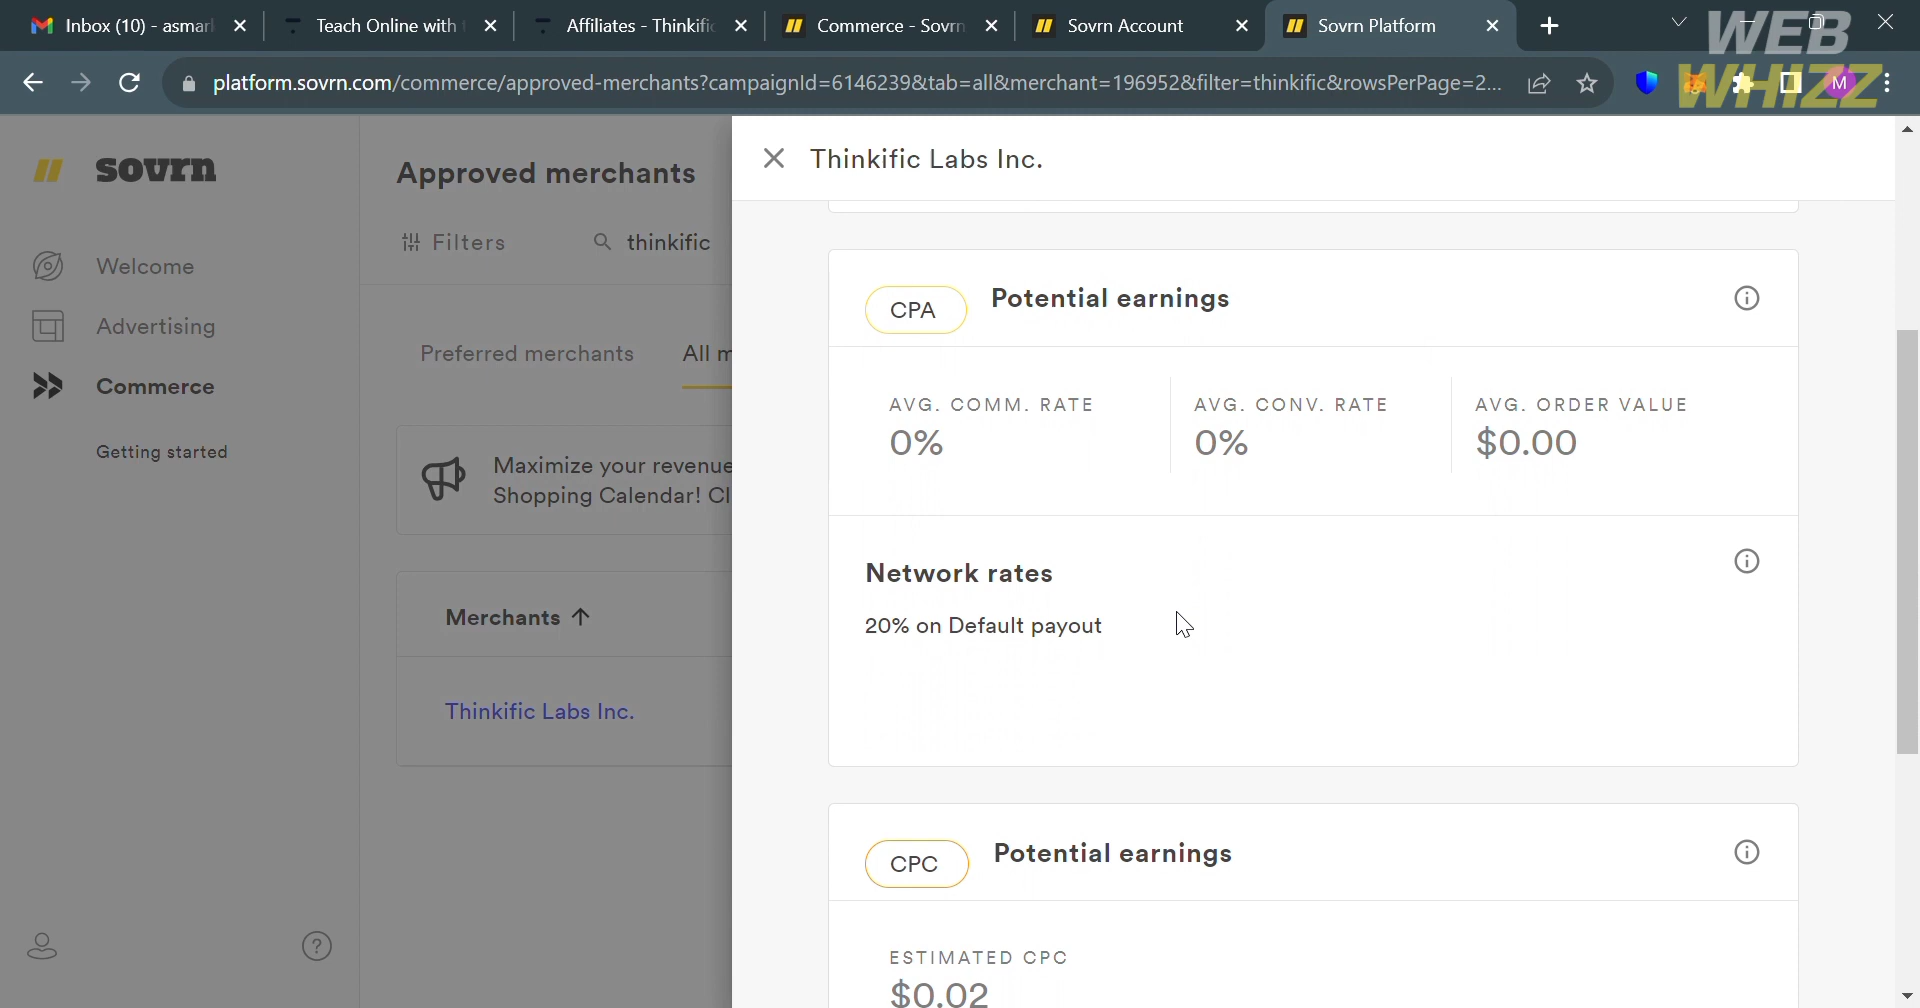 Inbox (10) - asmar
Teach Online with
Affiliates - Thinkific
Commerce - Sovrn
Sovrn Account
Sovrn Platform
WEB
WHIZZ
platform.sovrn.com/commerce/approved-merchants?campaignId=6146239&tab=all&merchant=196952&filter=thinkific&rowsPerPage=2...
M
sovrn
Welcome
Advertising
Commerce
Getting started
Approved merchants
Filters
thinkific
Preferred merchants
All m
Maximize your revenue
Shopping Calendar! Cl
Merchants ↑
Thinkific Labs Inc.
Thinkific Labs Inc.
CPA
Potential earnings
AVG. COMM. RATE
0%
AVG. CONV. RATE
0%
AVG. ORDER VALUE
$0.00
Network rates
20% on Default payout
CPC
Potential earnings
ESTIMATED CPC
$0.02